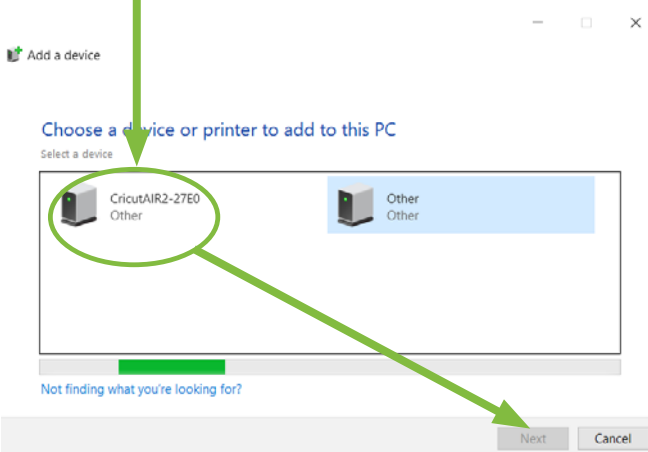 Add a device
Choose a device or printer to add to this PC
Select a device
CricutAIR2-27E0
Other
Other
Other
Not finding what you're looking for?
Next
Cancel